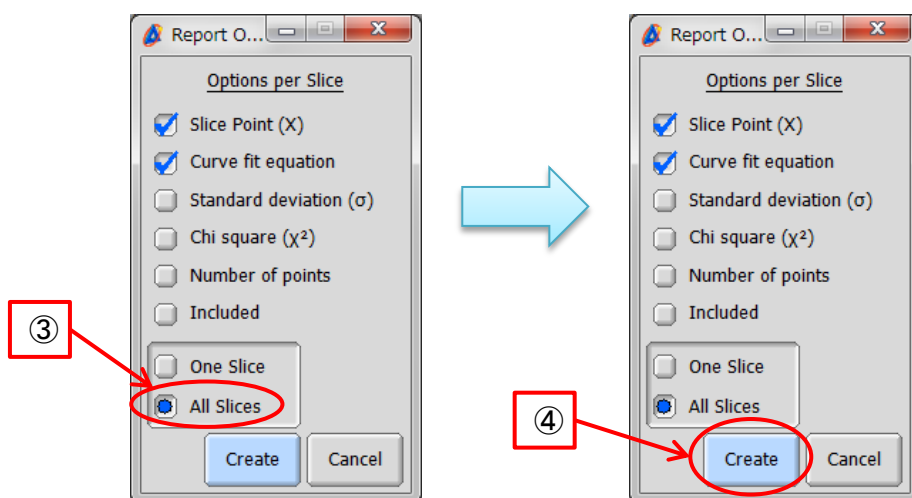 Report O...
Options per Slice
Slice Point (X)
Curve fit equation
Standard deviation (σ)
Chi square (χ²)
Number of points
Included
One Slice
All Slices
Create Cancel
③
Report O...
Options per Slice
Slice Point (X)
Curve fit equation
Standard deviation (σ)
Chi square (χ²)
Number of points
Included
One Slice
All Slices
Create Cancel
④